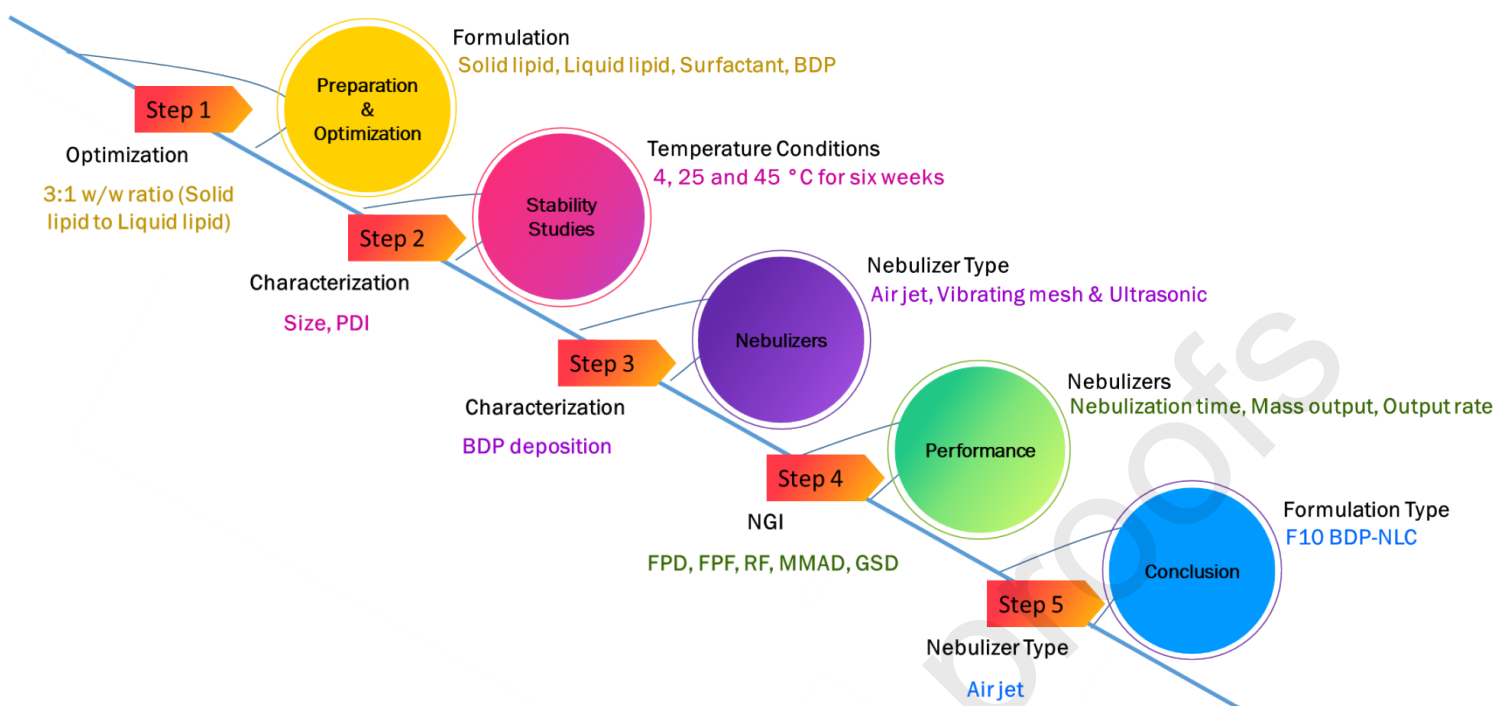 Formulation
Solid lipid, Liquid lipid, Surfactant, BDP
Preparation
&
Optimization
Step 1
Optimization
3:1 w/w ratio (Solid
lipid to Liquid lipid)
Temperature Conditions
4, 25 and 45 °C for six weeks
Stability
Studies
Step 2
Characterization
Size, PDI
Nebulizer Type
Air jet, Vibrating mesh & Ultrasonic
Nebulizers
Step 3
Characterization
BDP deposition
Nebulizers
Nebulization time, Mass output, Output rate
Performance
Step 4
NGI
FPD, FPF, RF, MMAD, GSD
Formulation Type
F10 BDP-NLC
Conclusion
Step 5
Nebulizer Type
Air jet
proofs